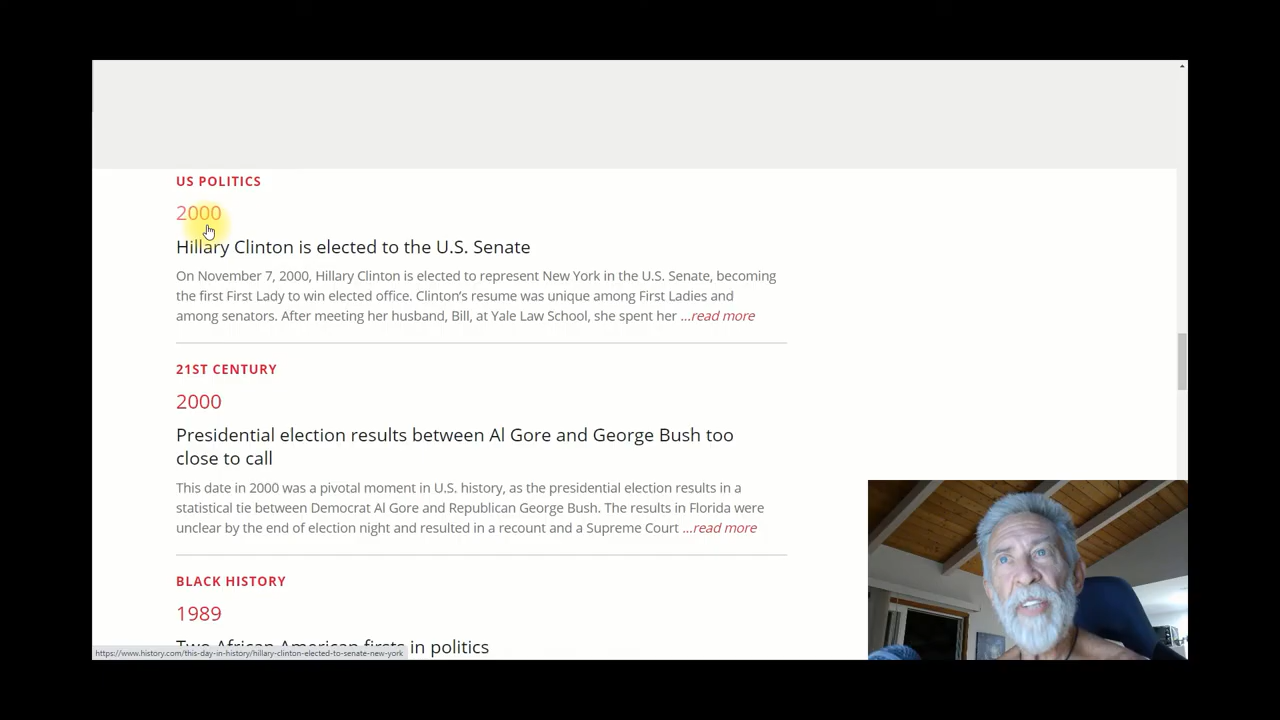 US POLITICS
2000
Hillary Clinton is elected to the U.S. Senate
On November 7, 2000, Hillary Clinton is elected to represent New York in the U.S. Senate, becoming
the first First Lady to win elected office. Clinton’s resume was unique among First Ladies and
among senators. After meeting her husband, Bill, at Yale Law School, she spent her ...read more
21ST CENTURY
2000
Presidential election results between Al Gore and George Bush too
close to call
This date in 2000 was a pivotal moment in U.S. history, as the presidential election results in a
statistical tie between Democrat Al Gore and Republican George Bush. The results in Florida were
unclear by the end of election night and resulted in a recount and a Supreme Court ...read more
BLACK HISTORY
1989
Two African American firsts in politics
https://www.history.com/this-day-in-history/hillary-clinton-elected-to-senate-new-york